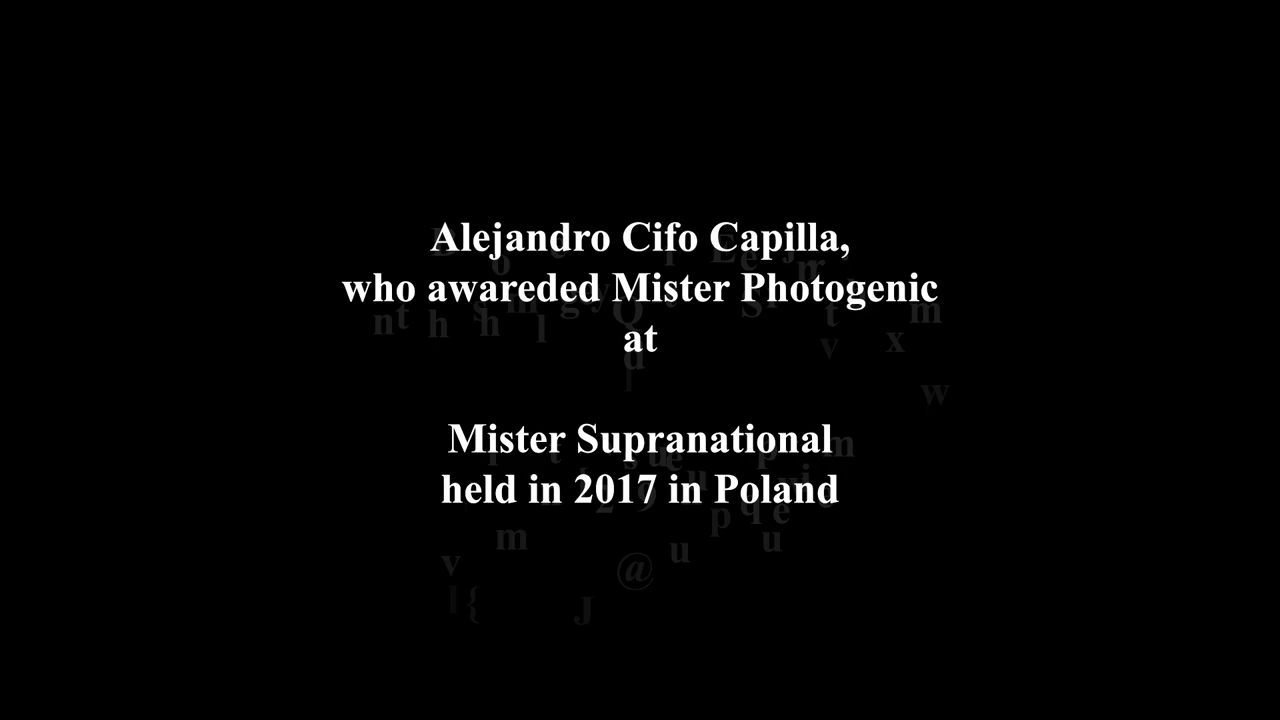 Alejandro Cifo Capilla,
who awareded Mister Photogenic
at
Mister Supranational
held in 2017 in Poland